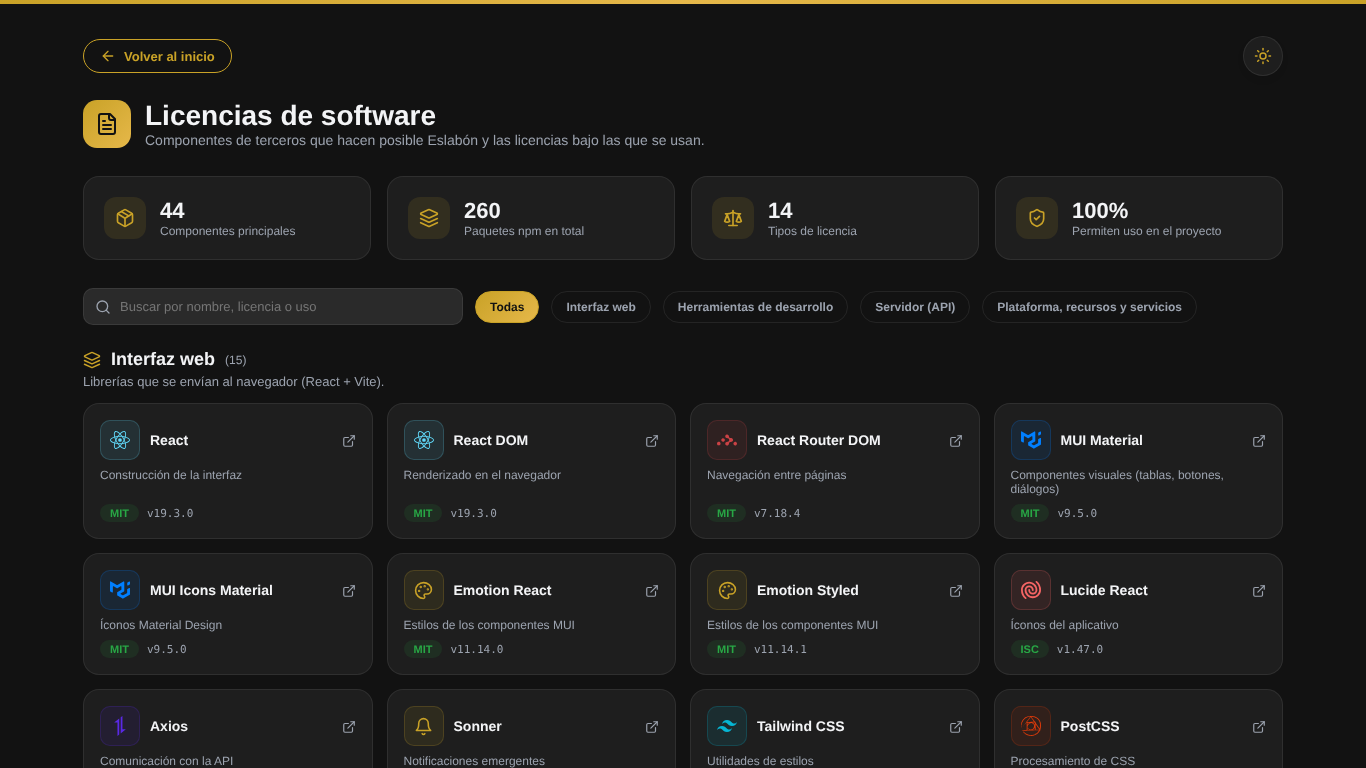 Volver al inicio
Licencias de software
Componentes de terceros que hacen posible Eslabón y las licencias bajo las que se usan.
44
Componentes principales
260
Paquetes npm en total
14
Tipos de licencia
100%
Permiten uso en el proyecto
Buscar por nombre, licencia o uso
Todas
Interfaz web
Herramientas de desarrollo
Servidor (API)
Plataforma, recursos y servicios
Interfaz web (15)
Librerías que se envían al navegador (React + Vite).
React
Construcción de la interfaz
MIT v19.3.0
React DOM
Renderizado en el navegador
MIT v19.3.0
React Router DOM
Navegación entre páginas
MIT v7.18.4
MUI Material
Componentes visuales (tablas, botones,
diálogos)
MIT v9.5.0
MUI Icons Material
Íconos Material Design
MIT v9.5.0
Emotion React
Estilos de los componentes MUI
MIT v11.14.0
Emotion Styled
Estilos de los componentes MUI
MIT v11.14.1
Lucide React
Íconos del aplicativo
ISC v1.47.0
Axios
Comunicación con la API
Sonner
Notificaciones emergentes
Tailwind CSS
Utilidades de estilos
PostCSS
Procesamiento de CSS